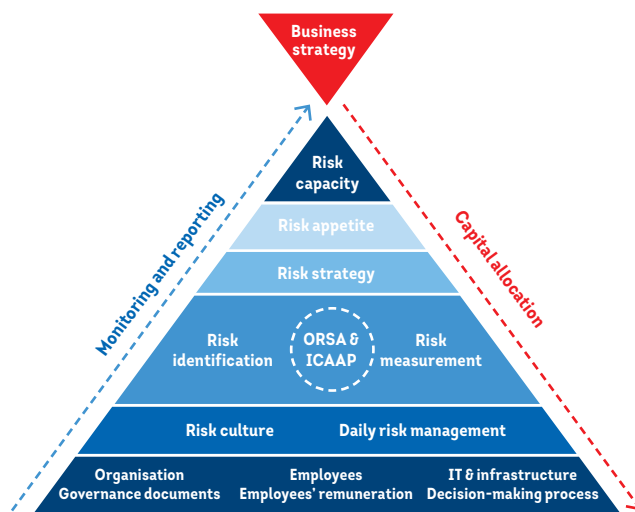 Business
strategy
Risk
capacity
Risk appetite
Risk strategy
Risk
identification
ORSA &
ICAAP
Risk
measurement
Risk culture
Daily risk management
Organisation
Governance documents
Employees
Employees' remuneration
IT & infrastructure
Decision-making process
Monitoring and reporting
Capital allocation